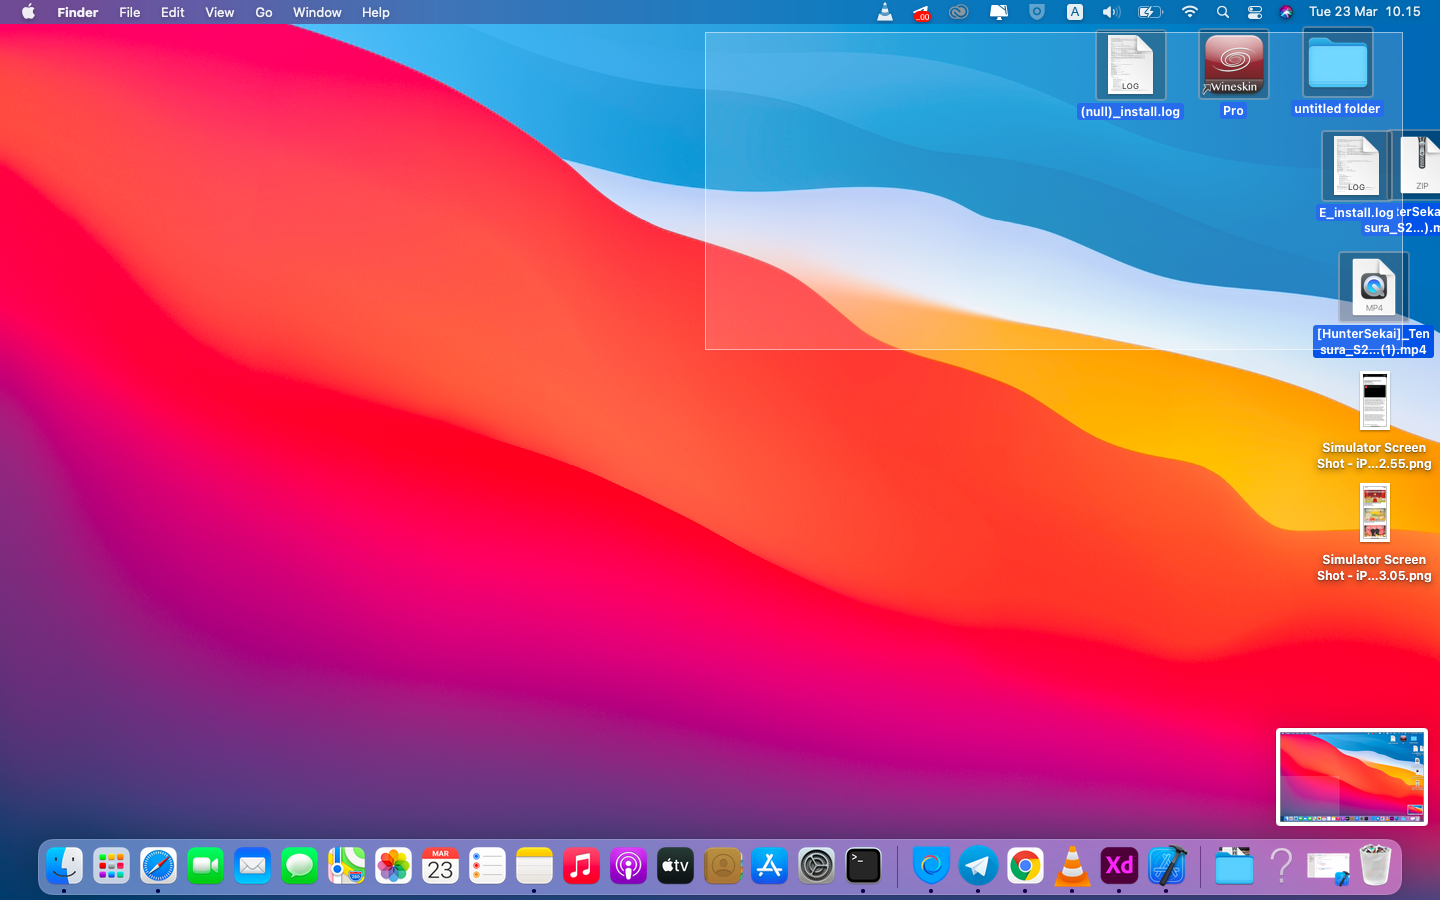 Finder File Edit View Go Window Help
.00
A
Tue 23 Mar 10.15
LOG
Wineskin
(null)_install.log
Pro
untitled folder
LOG
ZIP
E_install.log
sura_S2...).m
MP4
[HunterSekai]_Ten
sura_S2...(1).mp4
Simulator Screen
Shot - iP...2.55.png
Simulator Screen
Shot - iP...3.05.png
MAR
23
tv
>_
Xd